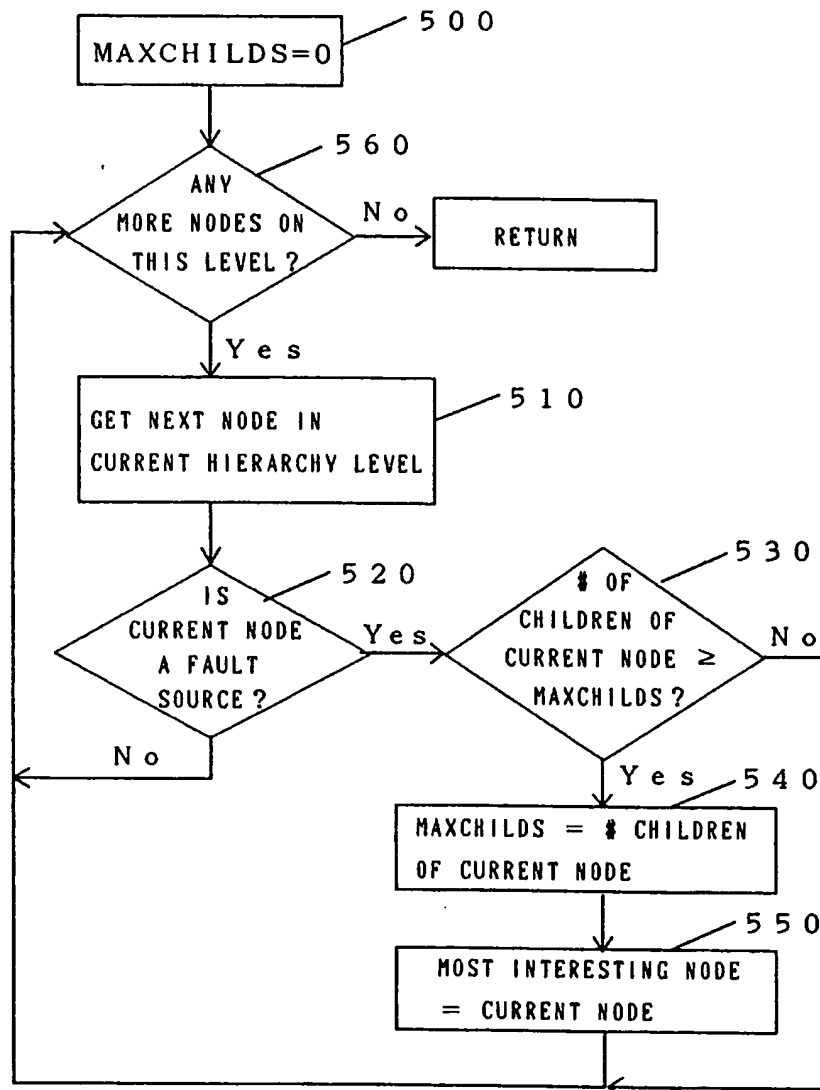 500
MAXCHILDS=0
560
ANY
MORE NODES ON
THIS LEVEL?
No
RETURN
Yes
510
GET NEXT NODE IN
CURRENT HIERARCHY LEVEL
520
IS
CURRENT NODE
A FAULT
SOURCE?
Yes
No
530
# OF
CHILDREN OF
CURRENT NODE ≥
MAXCHILDS?
No
Yes
540
MAXCHILDS = # CHILDREN
OF CURRENT NODE
550
MOST INTERESTING NODE
= CURRENT NODE